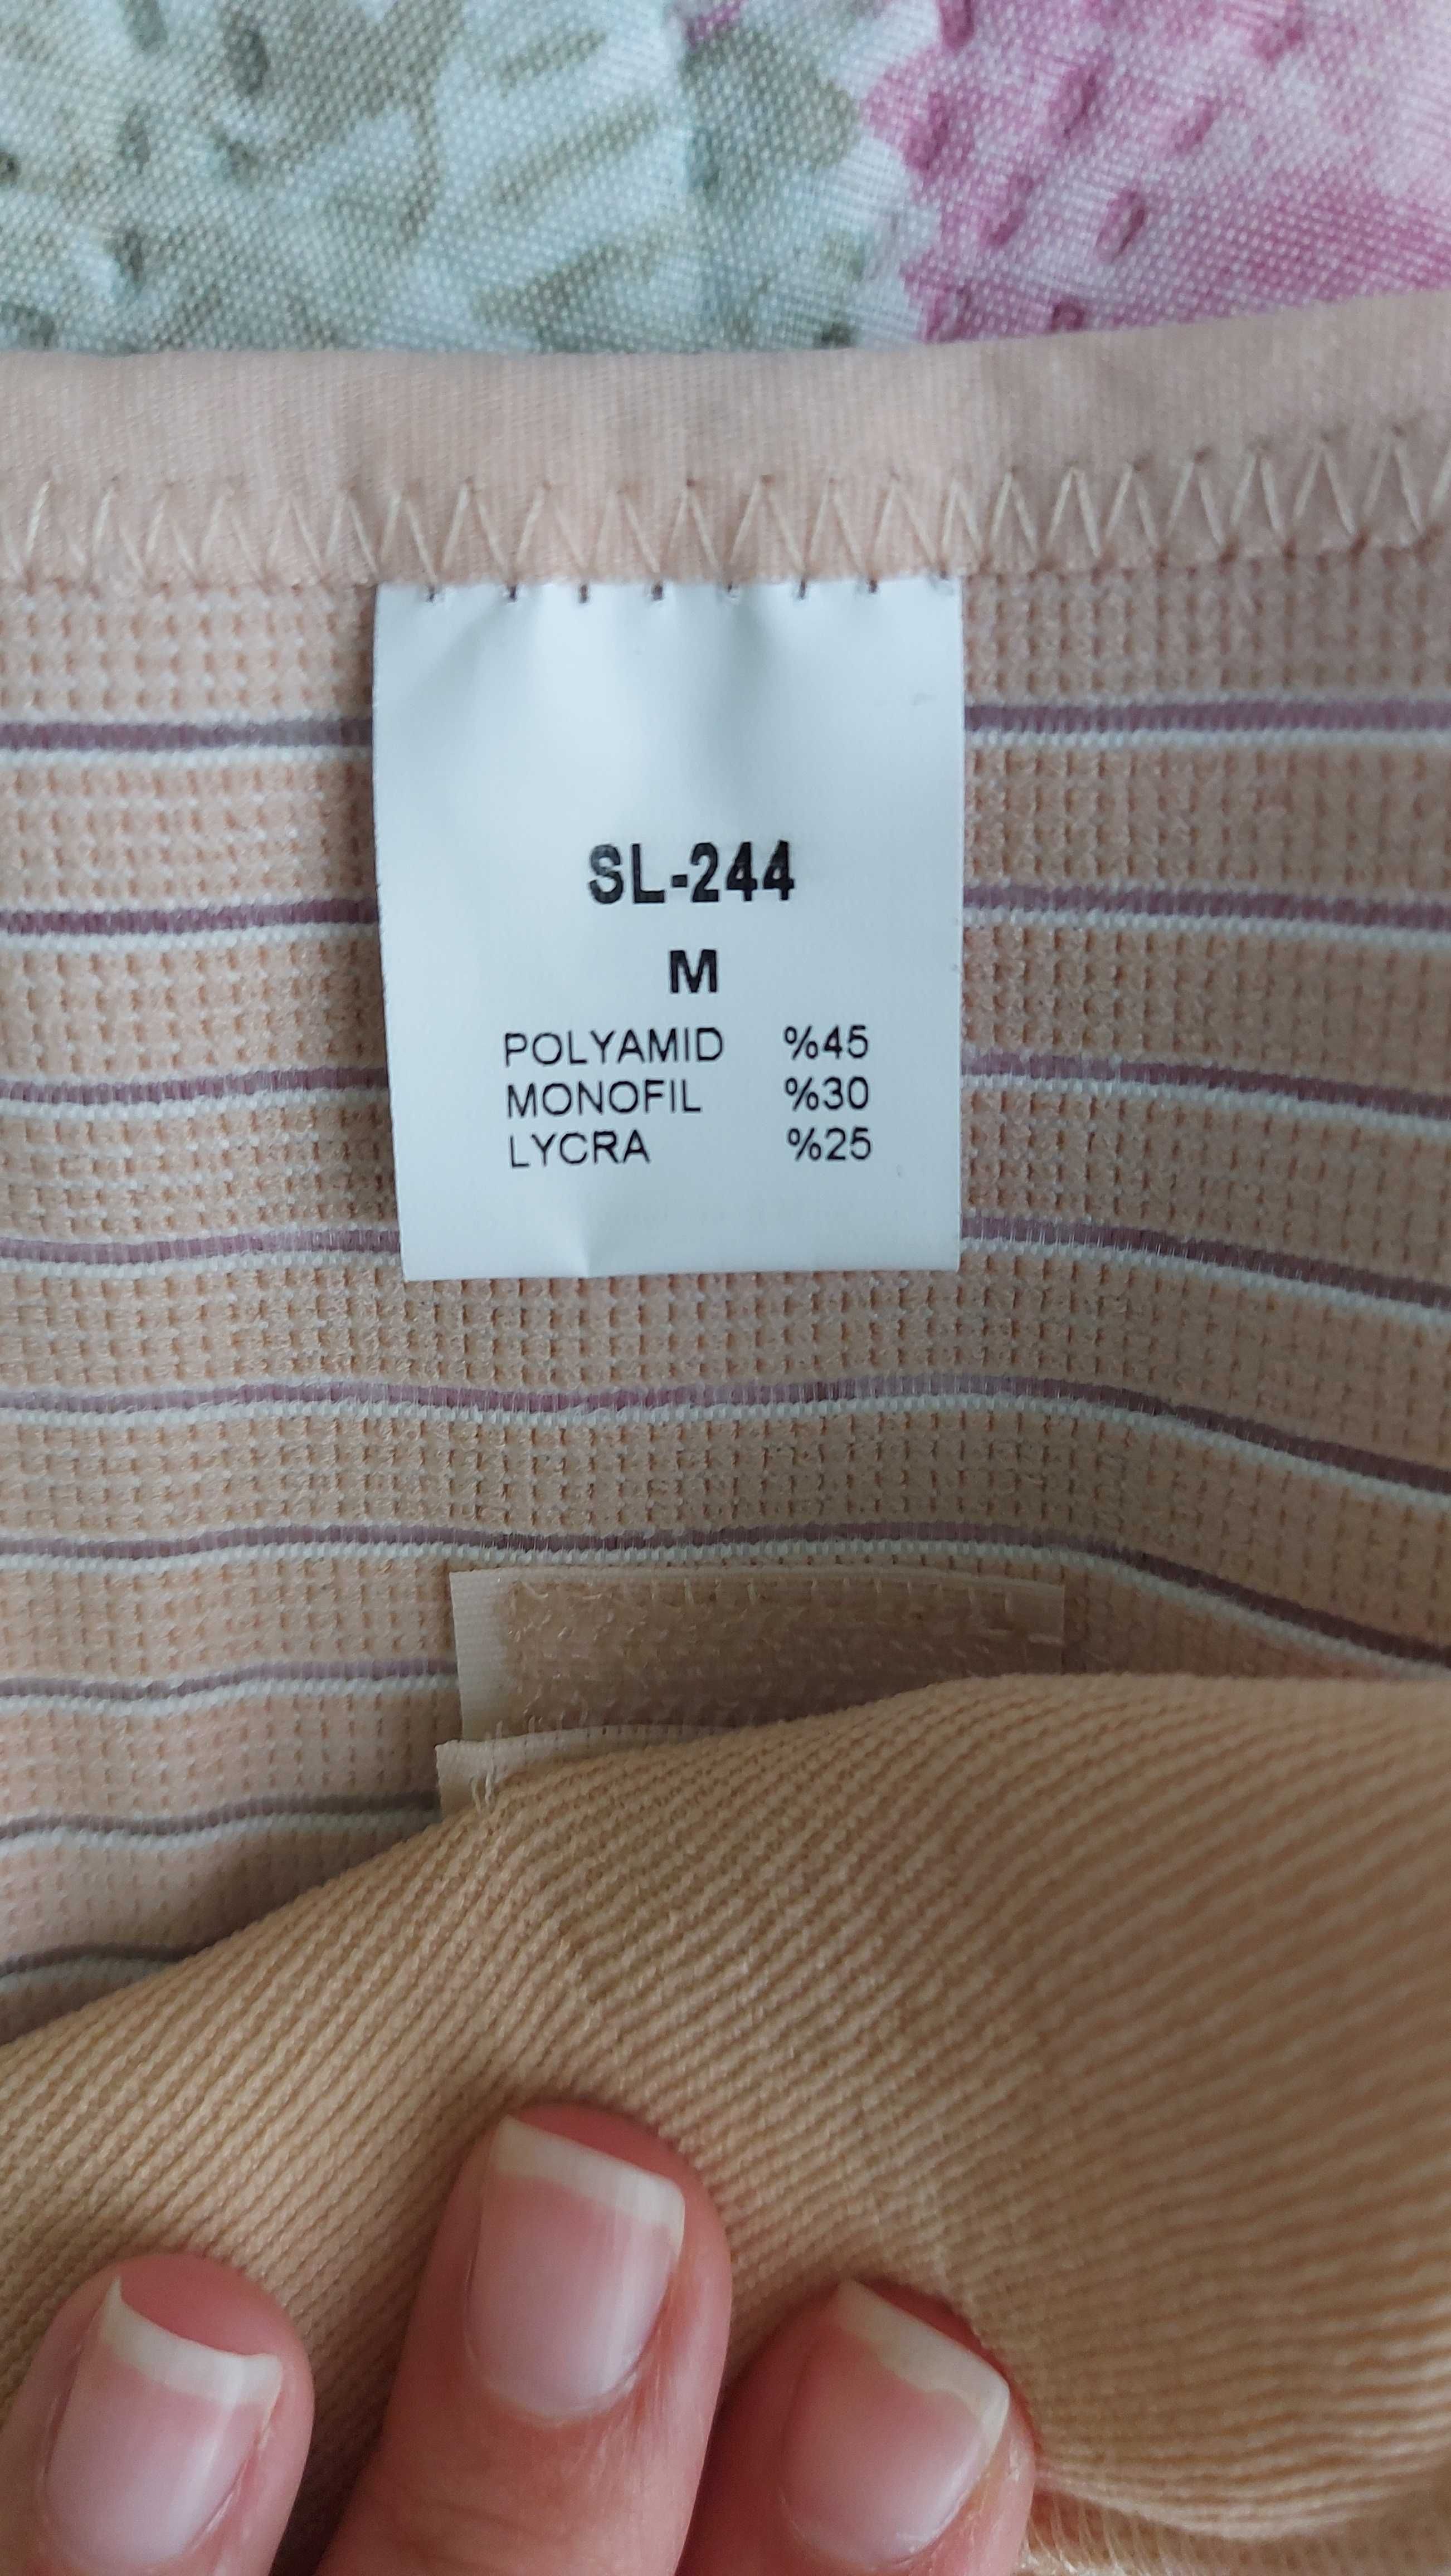 SL-244
M
POLYAMID %45
MONOFIL %30
LYCRA %25